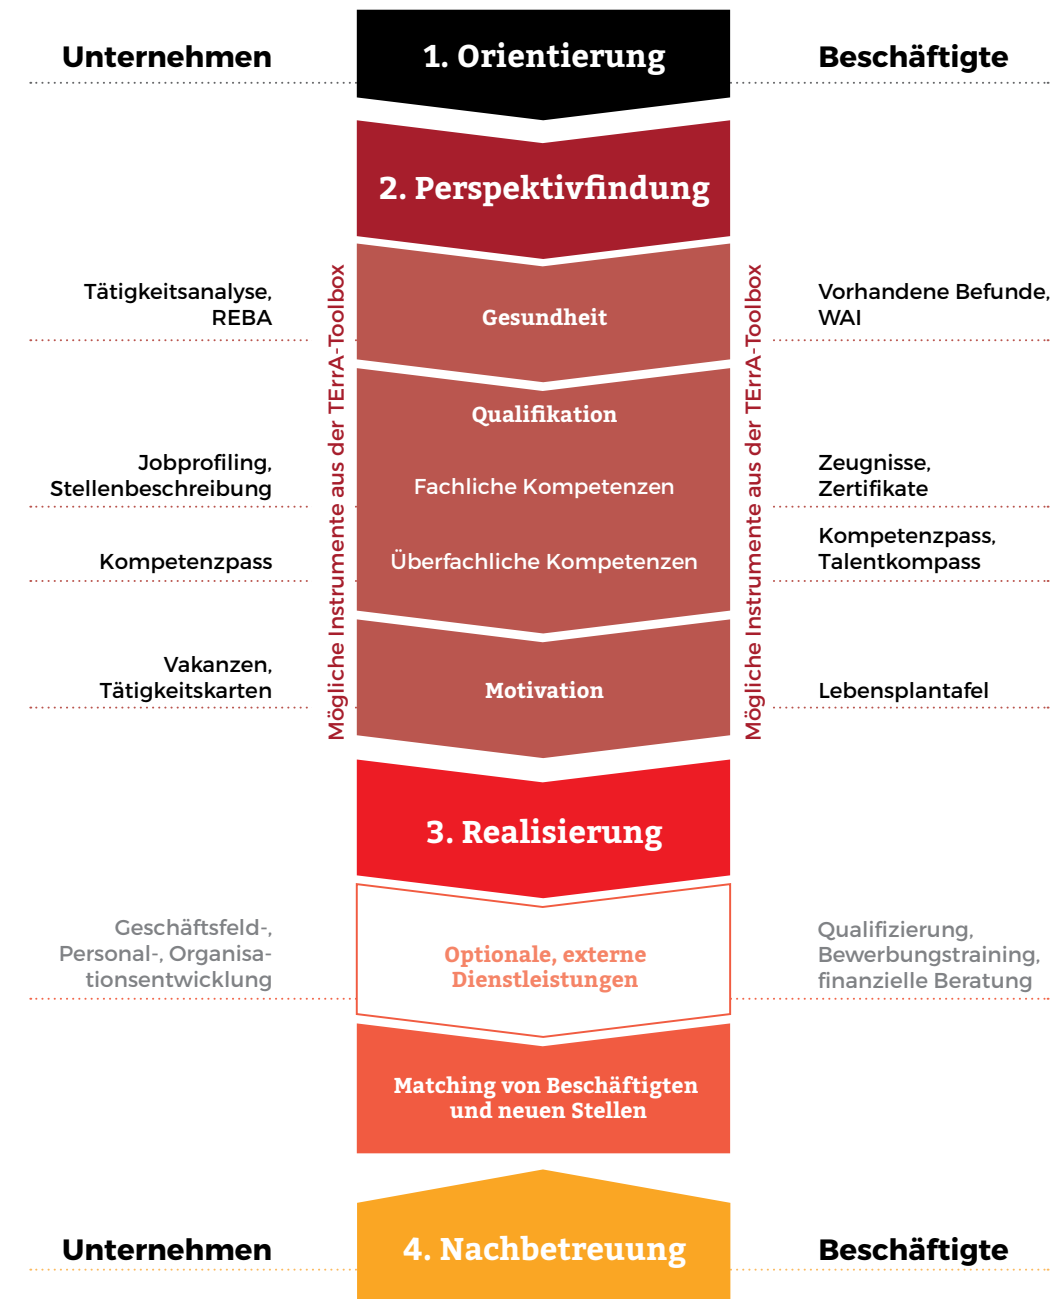 Unternehmen
1. Orientierung
Beschäftigte
2. Perspektivfindung
Mögliche Instrumente aus der TErrA-Toolbox
Mögliche Instrumente aus der TErrA-Toolbox
Tätigkeitsanalyse,
REBA
Gesundheit
Vorhandene Befunde,
WAI
Qualifikation
Jobprofiling,
Stellenbeschreibung
Fachliche Kompetenzen
Zeugnisse,
Zertifikate
Kompetenzpass
Überfachliche Kompetenzen
Kompetenzpass,
Talentkompass
Vakanzen,
Tätigkeitskarten
Motivation
Lebensplantafel
3. Realisierung
Geschäftsfeld-,
Personal-, Organisa-
tionsentwicklung
Optionale, externe
Dienstleistungen
Qualifizierung,
Bewerbungstraining,
finanzielle Beratung
Matching von Beschäftigten
und neuen Stellen
Unternehmen
4. Nachbetreuung
Beschäftigte